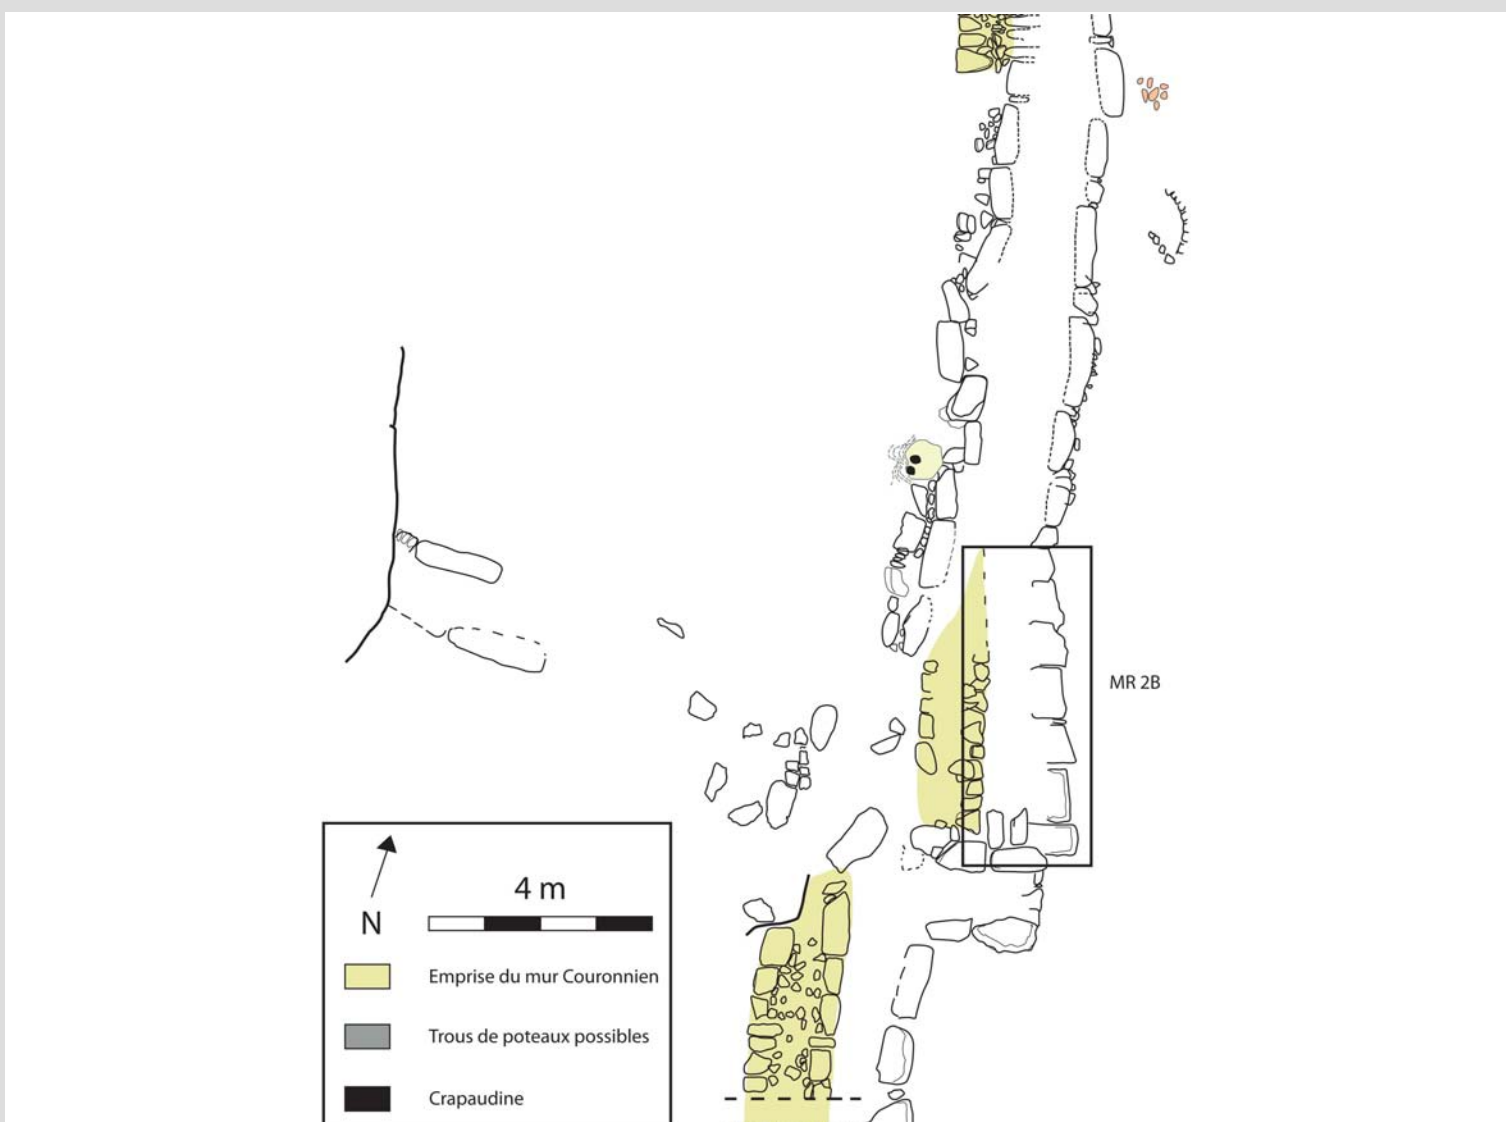 MR 2B
4 m
N
Emprise du mur Couronnien
Trous de poteaux possibles
Crapaudine